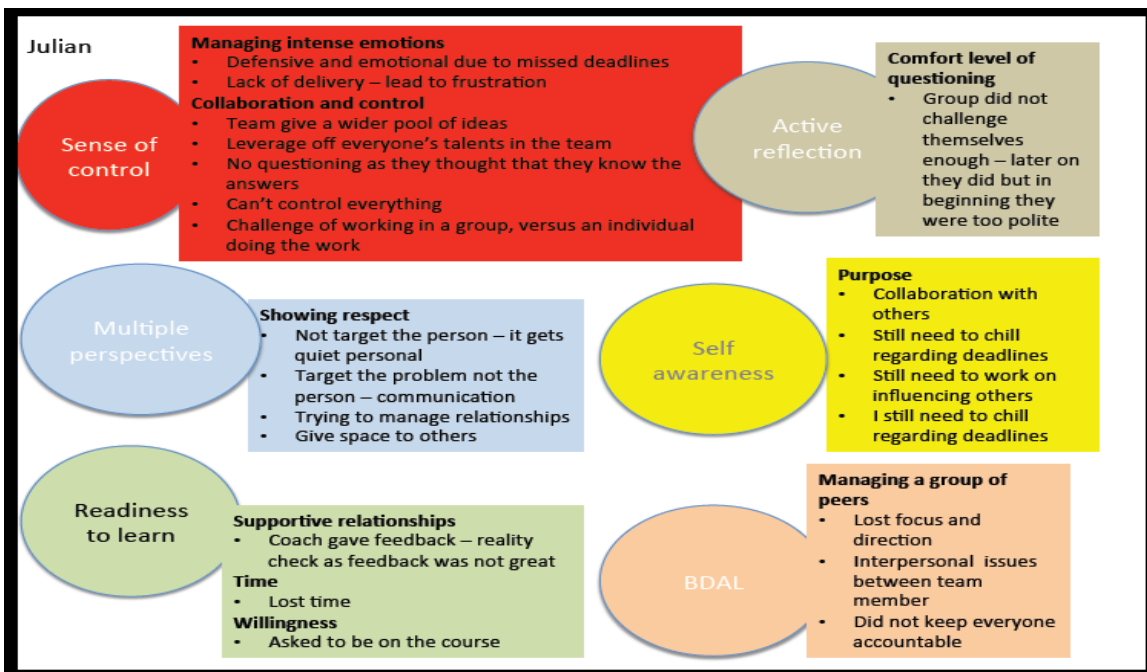 Julian
Sense of
control
Managing intense emotions
• Defensive and emotional due to missed deadlines
• Lack of delivery – lead to frustration
Collaboration and control
• Team give a wider pool of ideas
• Leverage off everyone's talents in the team
• No questioning as they thought that they know the
answers
• Can't control everything
• Challenge of working in a group, versus an individual
doing the work
Active
reflection
Comfort level of
questioning
• Group did not
challenge
themselves
enough – later on
they did but in
beginning they
were too polite
Multiple
perspectives
Showing respect
• Not target the person – it gets
quiet personal
• Target the problem not the
person – communication
• Trying to manage relationships
• Give space to others
Self
awareness
Purpose
• Collaboration with
others
• Still need to chill
regarding deadlines
• Still need to work on
influencing others
• I still need to chill
regarding deadlines
Readiness
to learn
Supportive relationships
• Coach gave feedback – reality
check as feedback was not great
Time
• Lost time
Willingness
• Asked to be on the course
BDAL
Managing a group of
peers
• Lost focus and
direction
• Interpersonal issues
between team
member
• Did not keep everyone
accountable